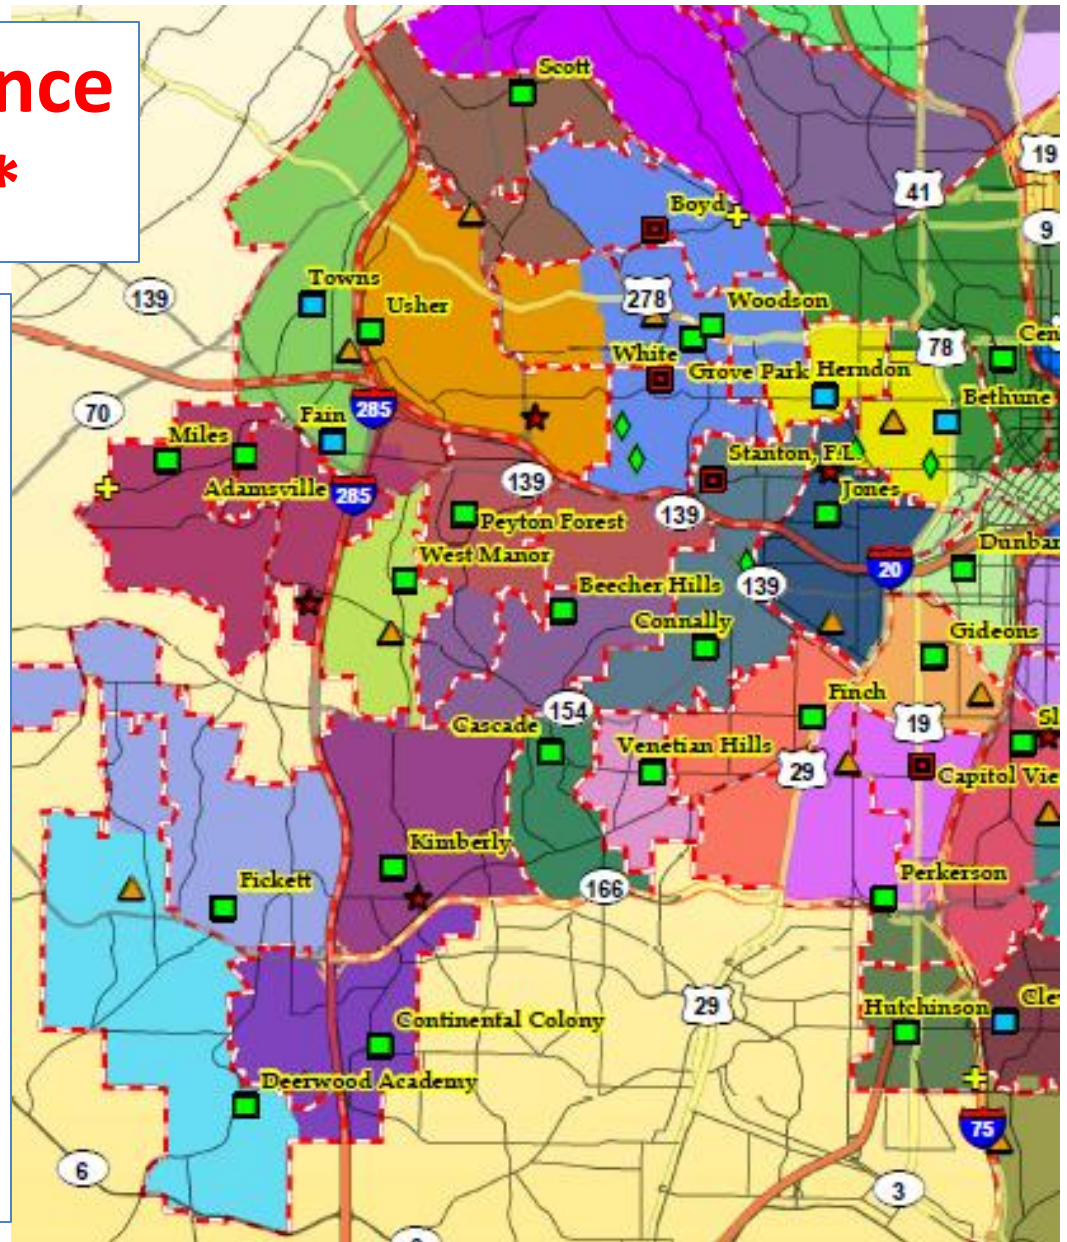 nce
*
Scott
19
41
9
Boyd
139
Towns
278
Woodson
Usher
78
White
Grove Park
Herndon
Bethune
70
285
Fain
Miles
Stanton, F.L.
139
Adamsville
285
Jones
139
Peyton Forest
Dunbar
West Manor
20
139
Beecher Hills
Connally
Gideons
Finch
154
19
Cascade
Venetian Hills
29
Capitol Vie
Kimberly
Perkerson
166
Fickett
29
Hutchinson
Continental Colony
Deerwood Academy
75
6
3